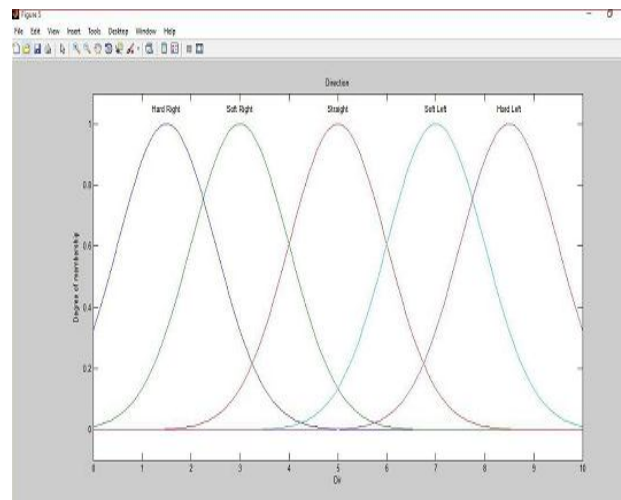 Figure 5
File Edit View Insert Tools Desktop Window Help
Direction
Hard Right Soft Right Straight Soft Left Hard Left
1
0.8
0.6
0.4
0.2
0
Degree of membership
0 1 2 3 4 5 6 7 8 9 10
Dir